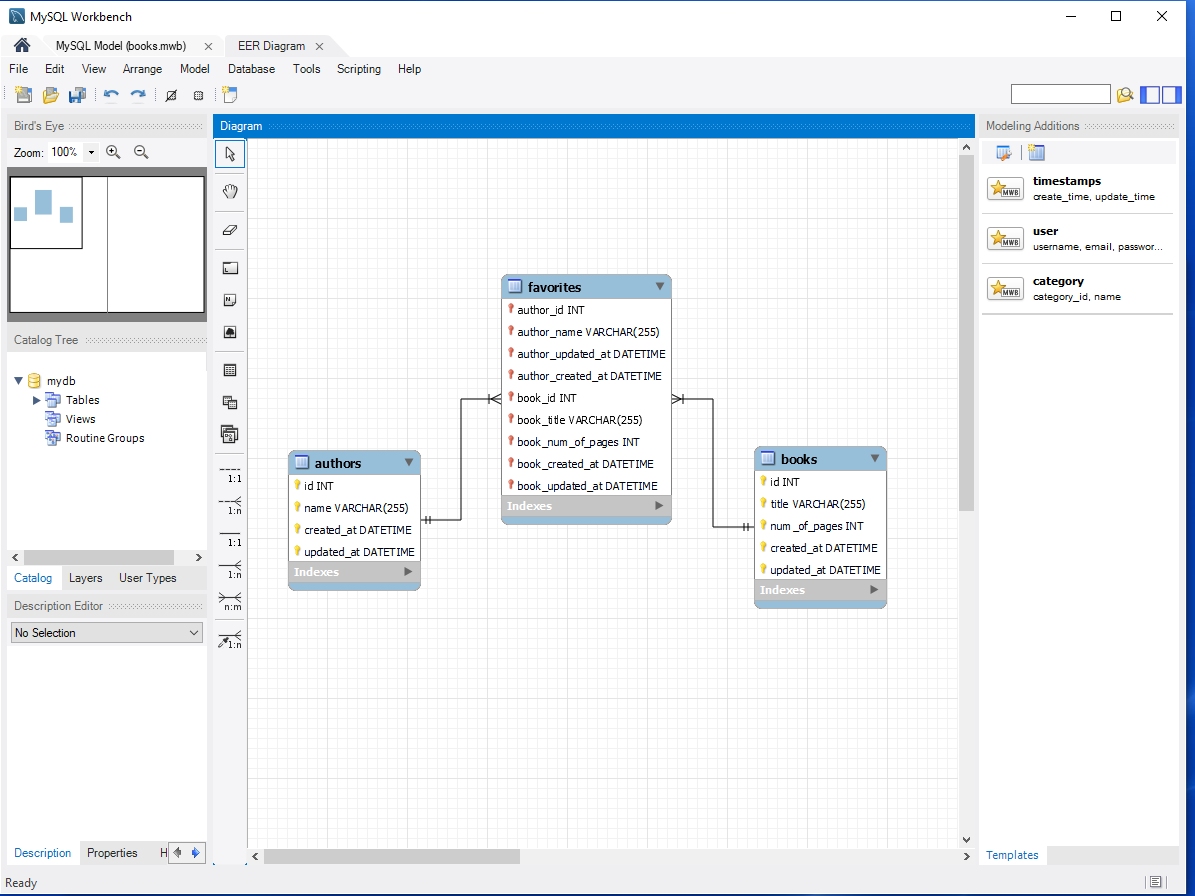 MySQL Workbench
MySQL Model (books.mwb)
EER Diagram
File Edit View Arrange Model Database Tools Scripting Help
Bird's Eye
Zoom: 100%
Catalog Tree
mydb
Tables
Views
Routine Groups
Catalog Layers User Types
Description Editor
No Selection
Description Properties H
Diagram
1:1
1:n
1:1
1:n
n:m
1:n
favorites
author_id INT
author_name VARCHAR(255)
author_updated_at DATETIME
author_created_at DATETIME
book_id INT
book_title VARCHAR(255)
book_num_of_pages INT
book_created_at DATETIME
book_updated_at DATETIME
Indexes
authors
id INT
name VARCHAR(255)
created_at DATETIME
updated_at DATETIME
Indexes
books
id INT
title VARCHAR(255)
num_of_pages INT
created_at DATETIME
updated_at DATETIME
Indexes
Modeling Additions
MWB
timestamps
create_time, update_time
MWB
user
username, email, passwor...
MWB
category
category_id, name
Templates
Ready